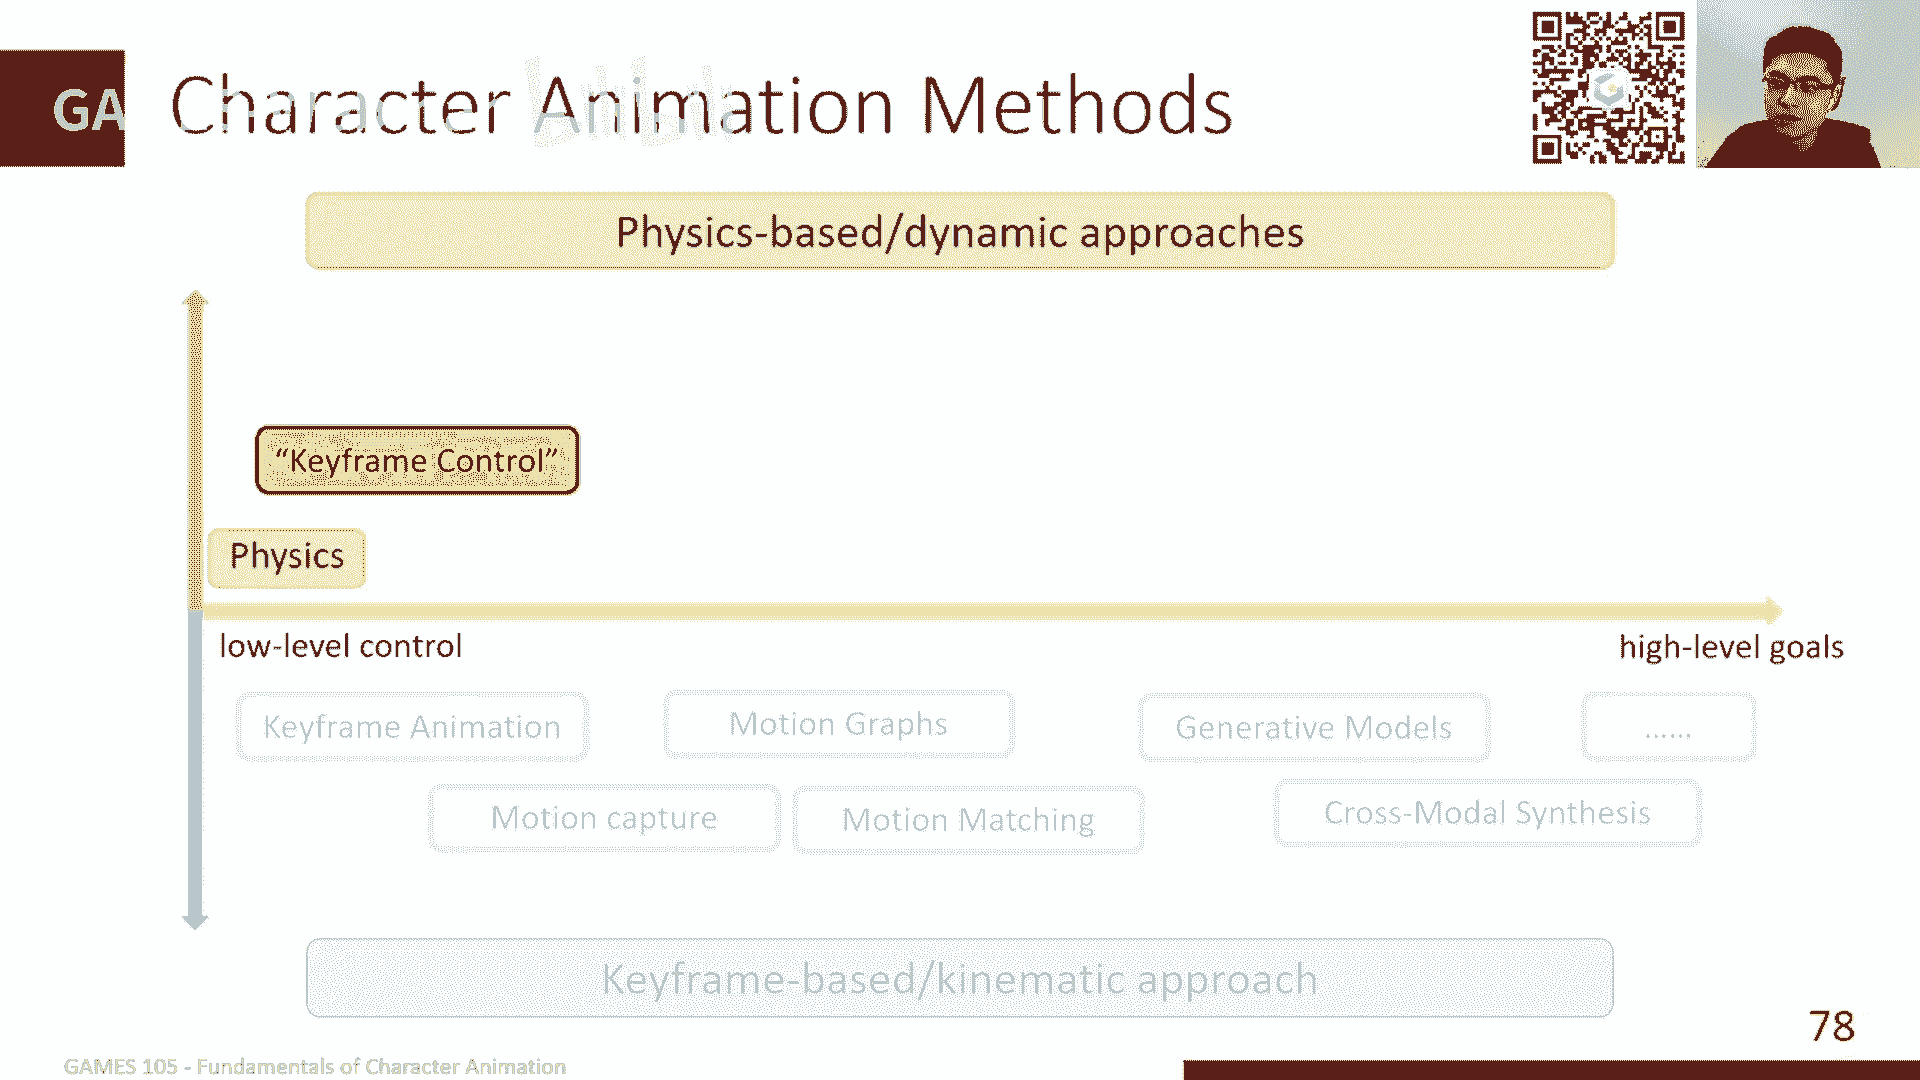 GA
Character Animation Methods
Physics-based/dynamic approaches
“Keyframe Control”
Physics
low-level control
high-level goals
Keyframe Animation
Motion Graphs
Generative Models
......
Motion capture
Motion Matching
Cross-Modal Synthesis
Keyframe-based/kinematic approach
78
GAMES 105 - Fundamentals of Character Animation